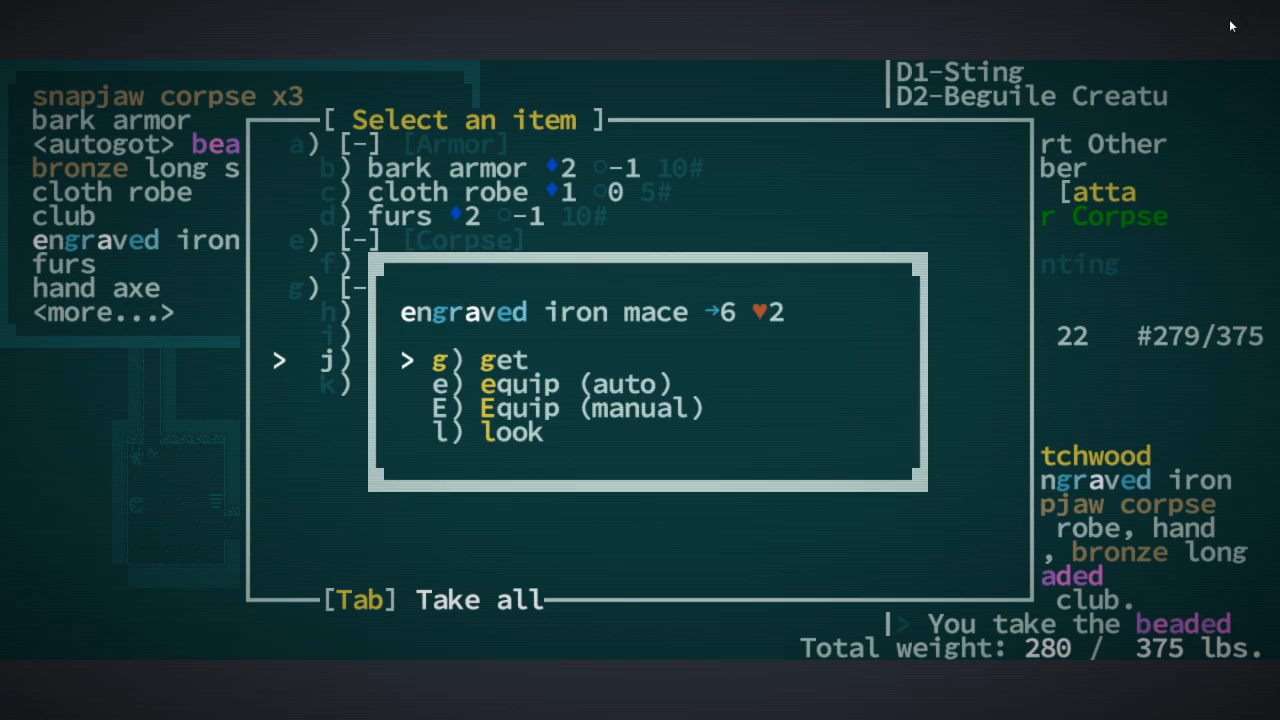 snapjaw corpse x3
bark armor
<autogot> bea
bronze long s
cloth robe
club
engraved iron
furs
hand axe
<more...>
[ Select an item ]
a) [-] [Armor]
b) bark armor ♦2 ○-1 10#
c) cloth robe ♦1 ○0 5#
d) furs ♦2 ○-1 10#
e) [-] [Corpse]
f)
g) [-
h)
i)
> j)
k)
engraved iron mace →6 ♥2
> g) get
e) equip (auto)
E) Equip (manual)
l) look
[Tab] Take all
D1-Sting
D2-Beguile Creatu
rt Other
ber
[atta
r Corpse
nting
22 #279/375
tchwood
ngraved iron
pjaw corpse
robe, hand
, bronze long
aded
club.
> You take the beaded
Total weight: 280 / 375 lbs.